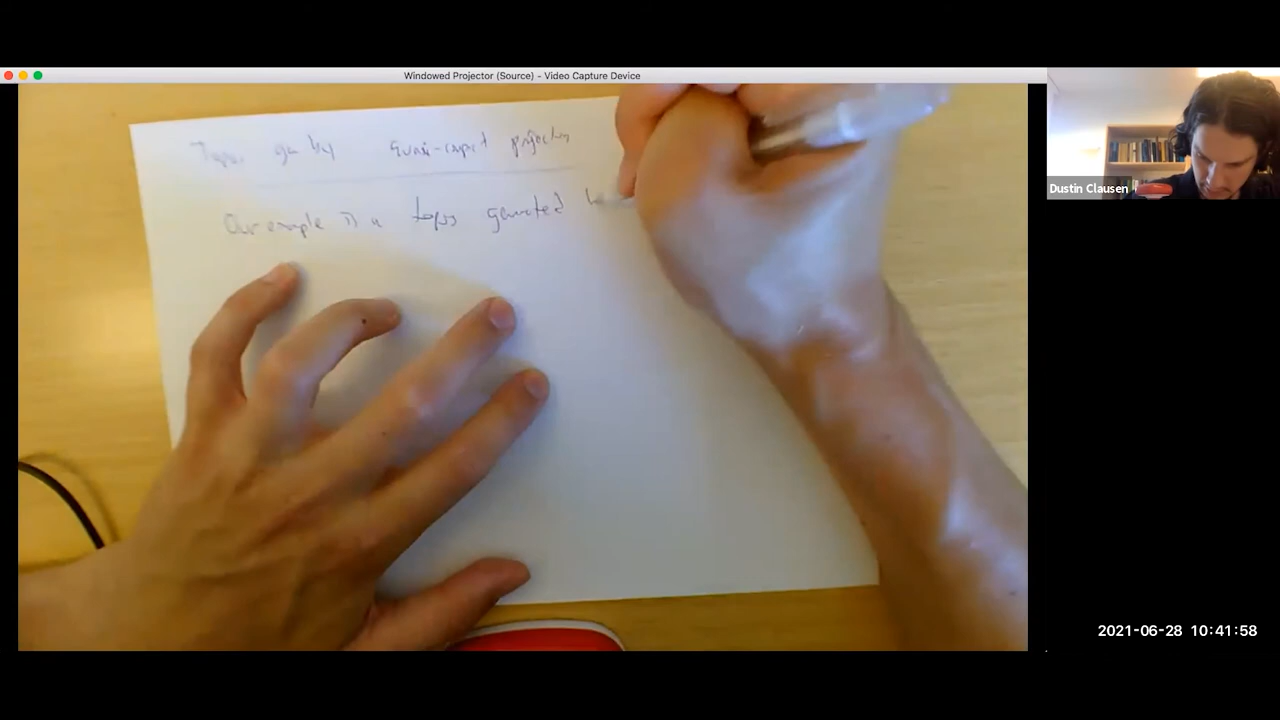 Windowed Projector (Source) - Video Capture Device
Topos gen by quasi-compact projectives
Our example is a topos generated
Dustin Clausen
2021-06-28 10:41:58